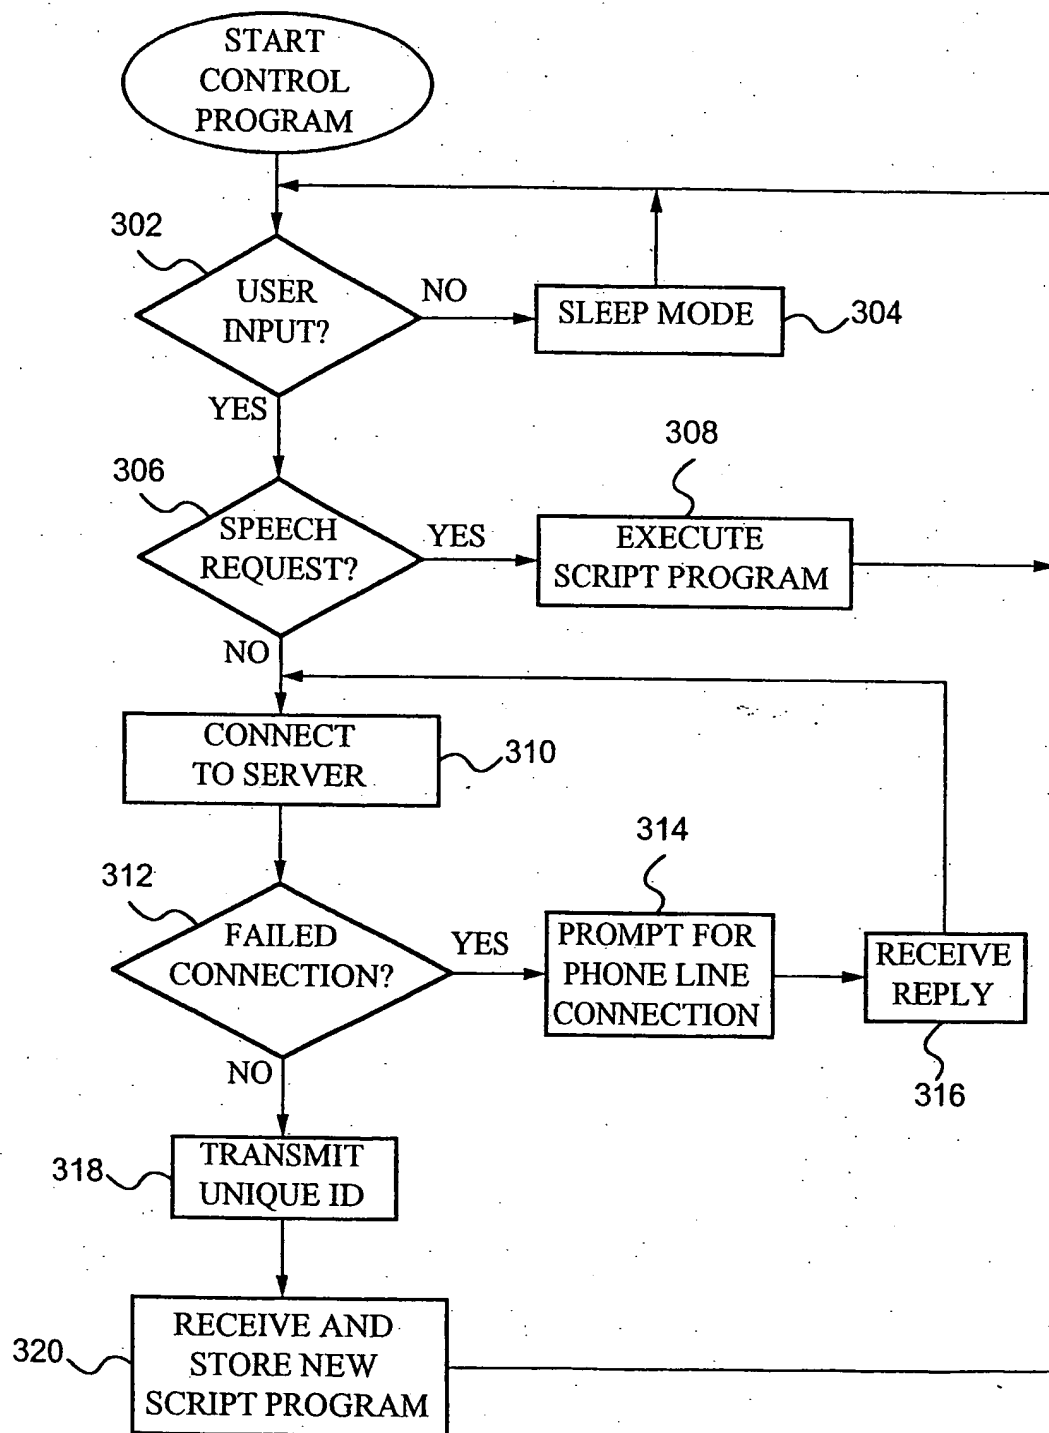 START
CONTROL
PROGRAM
302
USER
INPUT?
NO
SLEEP MODE
304
YES
306
SPEECH
REQUEST?
YES
308
EXECUTE
SCRIPT PROGRAM
NO
CONNECT
TO SERVER
310
312
FAILED
CONNECTION?
YES
314
PROMPT FOR
PHONE LINE
CONNECTION
RECEIVE
REPLY
316
NO
318
TRANSMIT
UNIQUE ID
320
RECEIVE AND
STORE NEW
SCRIPT PROGRAM